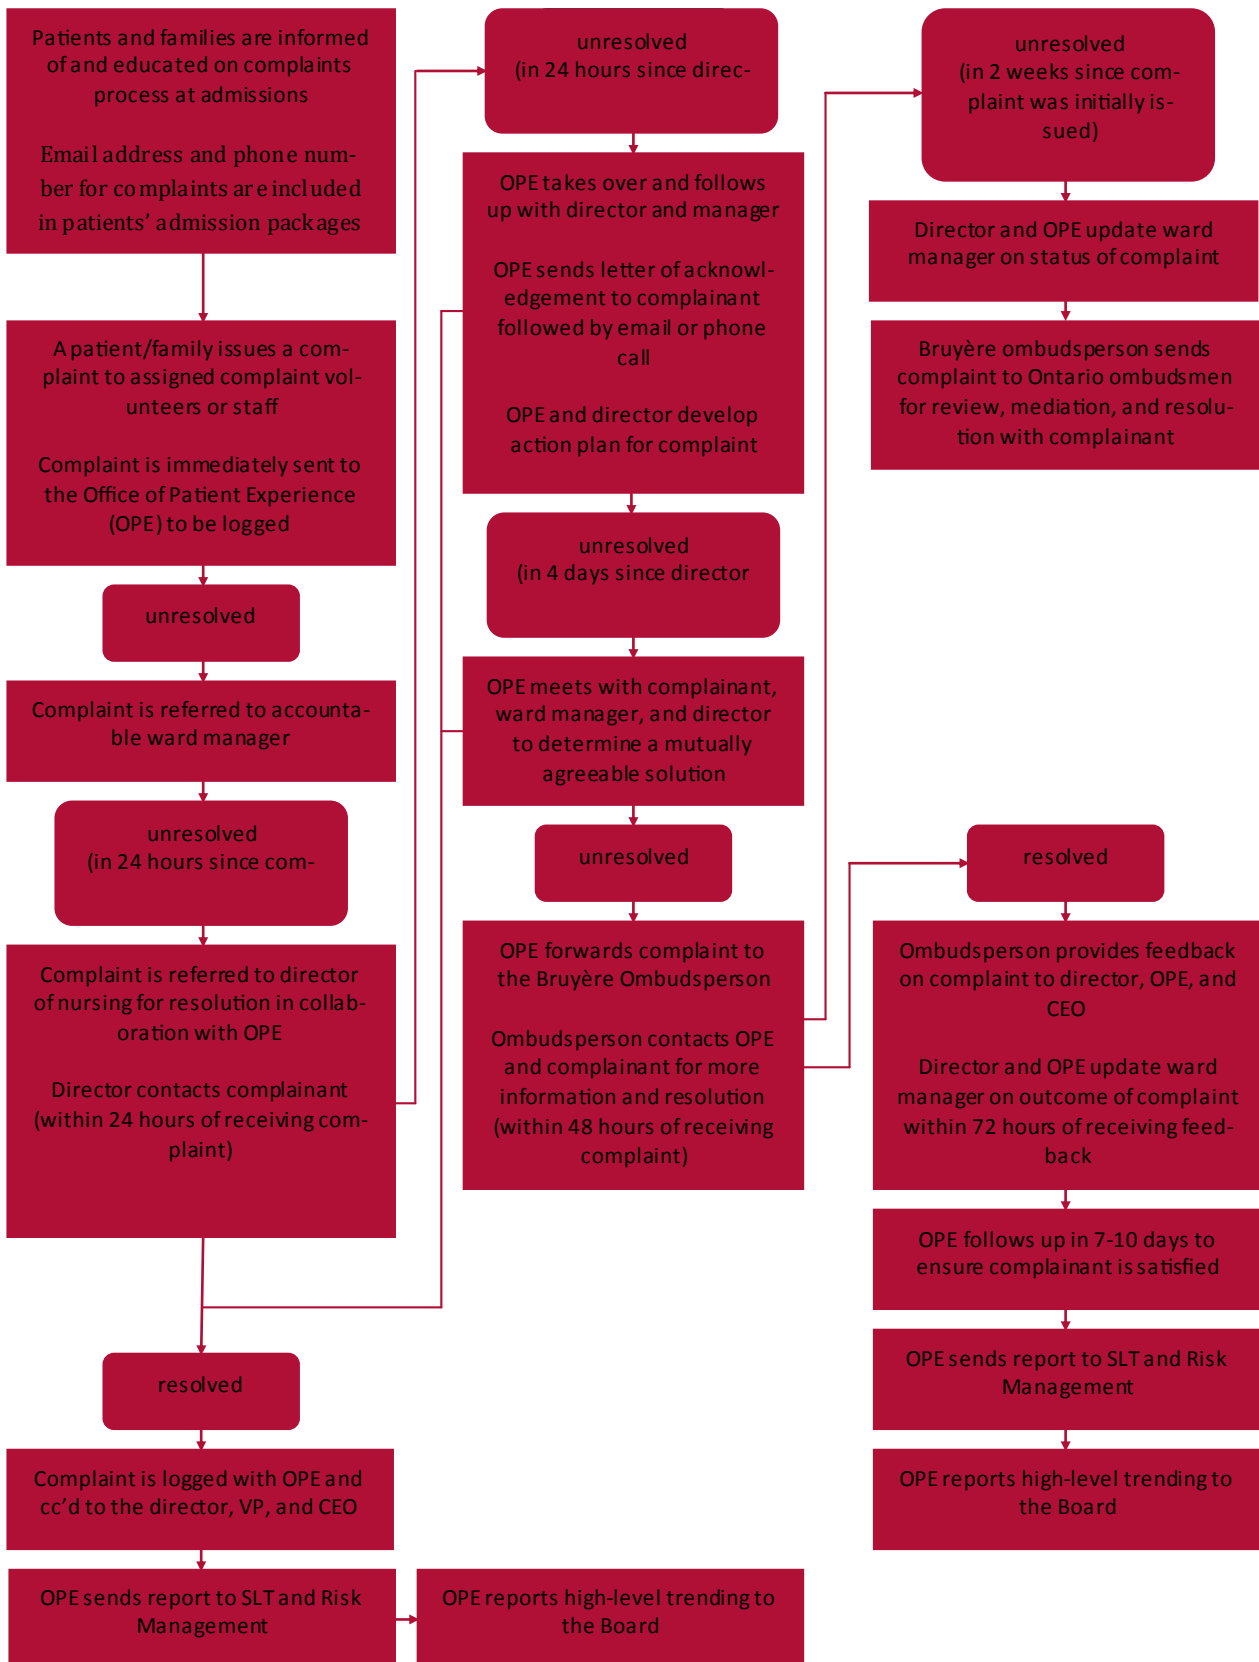 Patients and families are informed
of and educated on complaints
process at admissions
Email address and phone num-
ber for complaints are included
in patients’ admission packages
A patient/family issues a com-
plaint to assigned complaint vol-
unteers or staff
Complaint is immediately sent to
the Office of Patient Experience
(OPE) to be logged
unresolved
Complaint is referred to accounta-
ble ward manager
unresolved
(in 24 hours since com-
Complaint is referred to director
of nursing for resolution in collab-
oration with OPE
Director contacts complainant
(within 24 hours of receiving com-
plaint)
resolved
Complaint is logged with OPE and
cc’d to the director, VP, and CEO
OPE sends report to SLT and Risk
Management
OPE reports high-level trending to
the Board
unresolved
(in 24 hours since direc-
OPE takes over and follows
up with director and manager
OPE sends letter of acknowl-
edgement to complainant
followed by email or phone
call
OPE and director develop
action plan for complaint
unresolved
(in 4 days since director
OPE meets with complainant,
ward manager, and director
to determine a mutually
agreeable solution
unresolved
OPE forwards complaint to
the Bruyère Ombudsperson
Ombudsperson contacts OPE
and complainant for more
information and resolution
(within 48 hours of receiving
complaint)
unresolved
(in 2 weeks since com-
plaint was initially is-
sued)
Director and OPE update ward
manager on status of complaint
Bruyère ombudsperson sends
complaint to Ontario ombudsmen
for review, mediation, and resolu-
tion with complainant
resolved
Ombudsperson provides feedback
on complaint to director, OPE, and
CEO
Director and OPE update ward
manager on outcome of complaint
within 72 hours of receiving feed-
back
OPE follows up in 7-10 days to
ensure complainant is satisfied
OPE sends report to SLT and Risk
Management
OPE reports high-level trending to
the Board